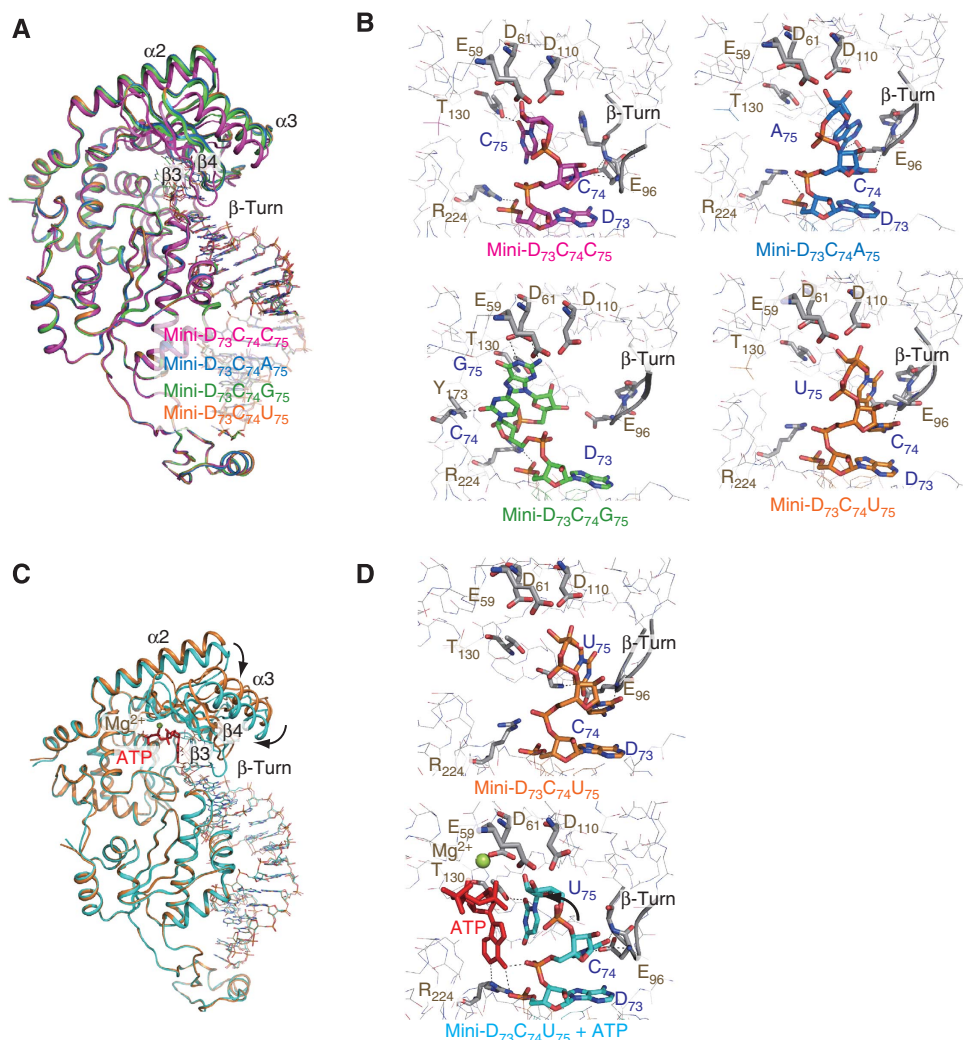 A
α2
α3
β4
β3
β-Turn
Mini-D73C74C75
Mini-D73C74A75
Mini-D73C74G75
Mini-D73C74U75
B
E59
D61
D110
T130
β-Turn
C75
C74
E96
R224
D73
Mini-D73C74C75
E59
D61
D110
T130
β-Turn
A75
E96
C74
R224
D73
Mini-D73C74A75
E59
D61
D110
T130
β-Turn
G75
Y173
C74
E96
D73
R224
Mini-D73C74G75
E59
D61
D110
T130
β-Turn
U75
E96
C74
R224
D73
Mini-D73C74U75
C
α2
α3
Mg2+
β4
ATP
β3
β-Turn
D
E59
D61
D110
T130
U75
β-Turn
E96
C74
R224
D73
Mini-D73C74U75
E59
D61
D110
Mg2+
T130
U75
β-Turn
ATP
C74
E96
R224
D73
Mini-D73C74U75 + ATP